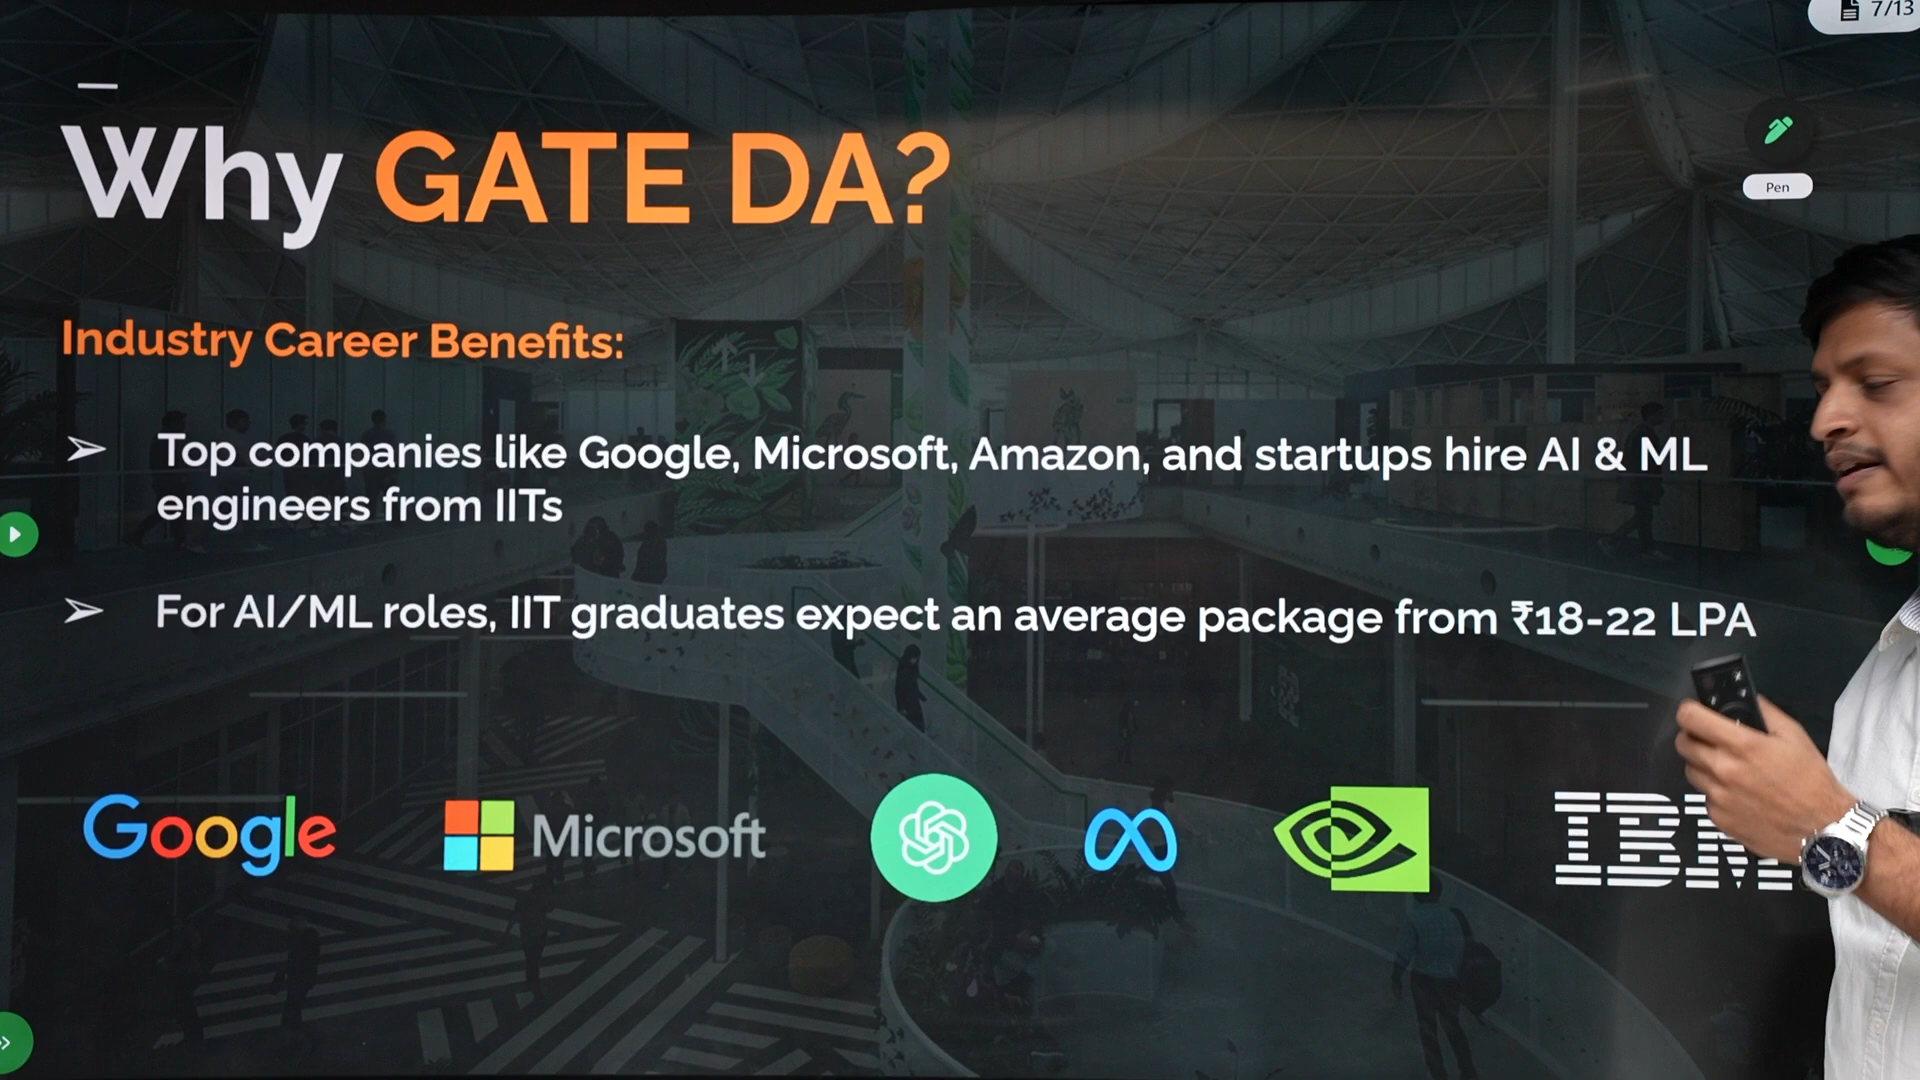 7/13
Why GATE DA?
Pen
Industry Career Benefits:
Top companies like Google, Microsoft, Amazon, and startups hire AI & ML
engineers from IITs
For AI/ML roles, IIT graduates expect an average package from ₹18-22 LPA
Google
Microsoft
IBM